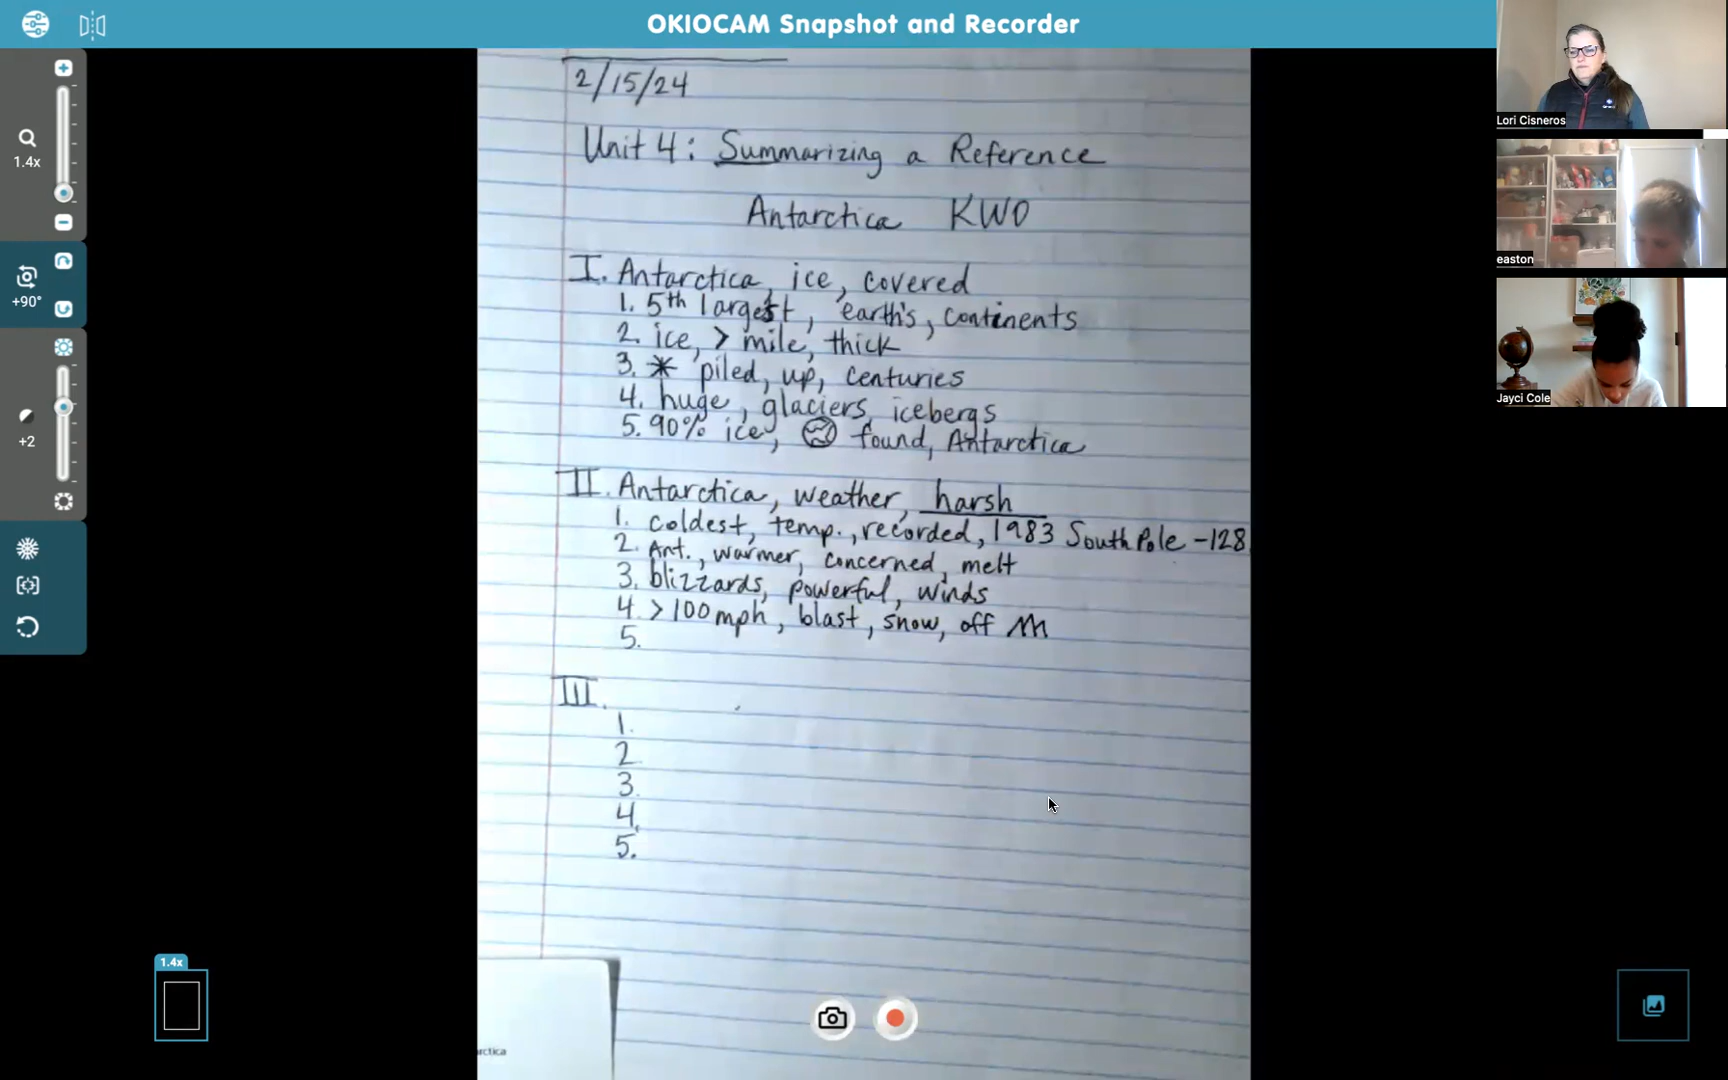 OKIOCAM Snapshot and Recorder
1.4x
+90°
+2
1.4x
2/15/24
Unit 4: Summarizing a Reference
Antarctica KWO
I. Antarctica, ice, covered
1. 5th largest, earth's, continents
2. ice, > mile, thick
3. * piled, up, centuries
4. huge, glaciers, icebergs
5. 90% ice, found, Antarctica
II. Antarctica, weather, harsh
1. coldest, temp., recorded, 1983 South Pole -128
2. Ant., warmer, concerned, melt
3. blizzards, powerful, winds
4. > 100 mph, blast, snow, off
5.
III.
1.
2
3.
4.
5.
arctica
Lori Cisneros
easton
Jayci Cole